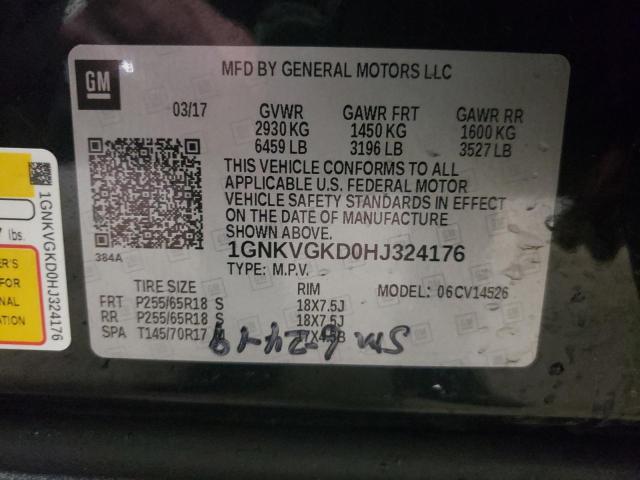 GM
MFD BY GENERAL MOTORS LLC
03/17 GVWR GAWR FRT GAWR RR
2930 KG 1450 KG 1600 KG
6459 LB 3196 LB 3527 LB
THIS VEHICLE CONFORMS TO ALL
APPLICABLE U.S. FEDERAL MOTOR
VEHICLE SAFETY STANDARDS IN EFFECT
ON THE DATE OF MANUFACTURE
SHOWN ABOVE.
384A
1GNKVGKD0HJ324176
TYPE: M.P.V.
TIRE SIZE RIM MODEL: 06CV14526
FRT P255/65R18 S 18X7.5J
RR P255/65R18 S 18X7.5J
SPA T145/70R17
1GNKVGKD0HJ324176
lbs.
FOR